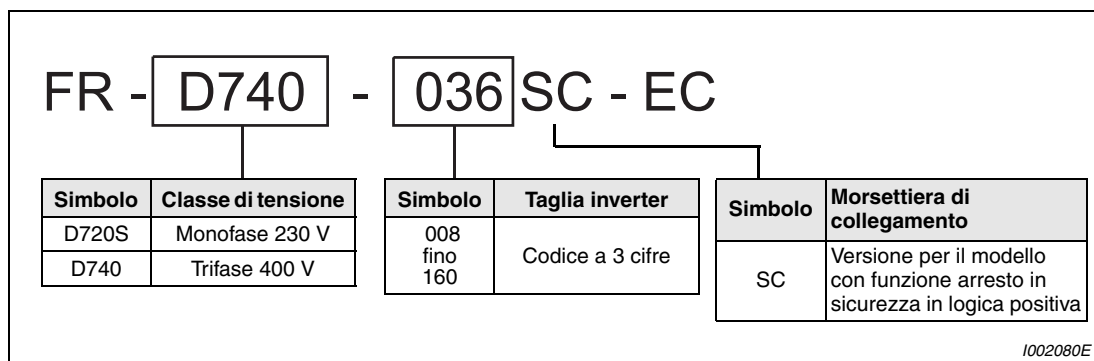 FR - D740 - 036 SC - EC
Simbolo Classe di tensione
D720S Monofase 230 V
D740 Trifase 400 V
Simbolo Taglia inverter
008
fino
160
Codice a 3 cifre
Simbolo Morsettiera di
collegamento
SC
Versione per il modello
con funzione arresto in
sicurezza in logica positiva
I002080E